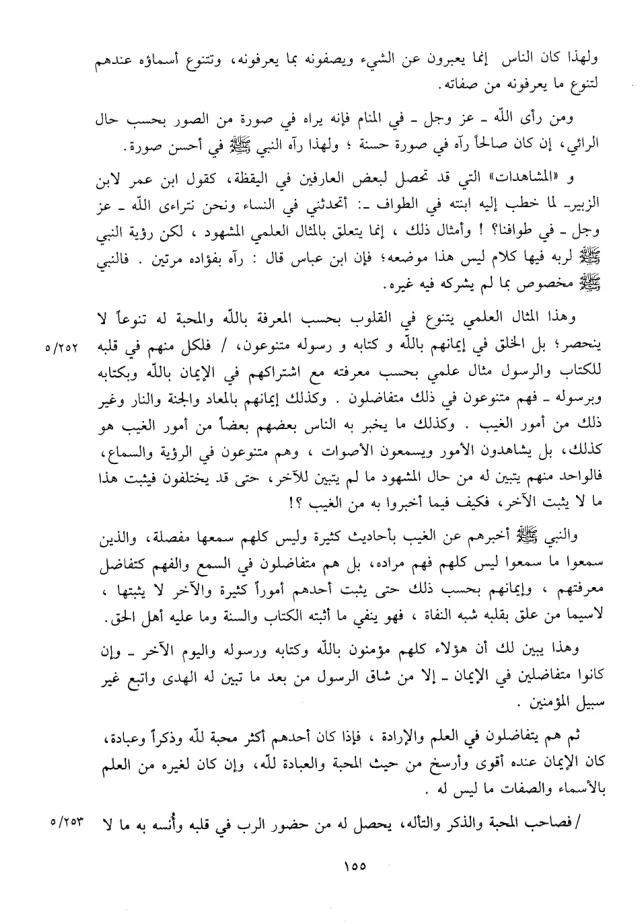 ولهذا كان الناس إنما يعبرون عن الشيء ويصفونه بما يعرفونه، وتتنوع أسماؤه عندهم
لتنوع ما يعرفونه من صفاته.
ومن رأى الله ـ عز وجل ـ في المنام فإنه يراه في صورة من الصور بحسب حال
الرائي، إن كان صالحاً رآه في صورة حسنة ؛ ولهذا رآه النبي ﷺ في أحسن صورة.
و «المشاهدات» التي قد تحصل لبعض العارفين في اليقظة، كقول ابن عمر لابن
الزبيرـ لما خطب إليه ابنته في الطواف ـ: أتحدثني في النساء ونحن نتراءى الله ـ عز
وجل ـ في طوافنا؟ ! وأمثال ذلك ، إنما يتعلق بالمثال العلمي المشهود ، لكن رؤية النبي
ﷺ لربه فيها كلام ليس هذا موضعه؛ فإن ابن عباس قال : رآه بفؤاده مرتين . فالنبي
ﷺ مخصوص بما لم يشركه فيه غيره.
وهذا المثال العلمي يتنوع في القلوب بحسب المعرفة بالله والمحبة له تنوعاً لا
ينحصر؛ بل الخلق في إيمانهم بالله و كتابه و رسوله متنوعون، / فلكل منهم في قلبه ٥/٢٥٢
للكتاب والرسول مثال علمي بحسب معرفته مع اشتراكهم في الإيمان بالله وبكتابه
وبرسوله ـ فهم متنوعون في ذلك متفاضلون . وكذلك إيمانهم بالمعاد والجنة والنار وغير
ذلك من أمور الغيب . وكذلك ما يخبر به الناس بعضهم بعضاً من أمور الغيب هو
كذلك، بل يشاهدون الأمور ويسمعون الأصوات ، وهم متنوعون في الرؤية والسماع،
فالواحد منهم يتبين له من حال المشهود ما لم يتبين للآخر، حتى قد يختلفون فيثبت هذا
ما لا يثبت الآخر، فكيف فيما أخبروا به من الغيب ؟!
والنبي ﷺ أخبرهم عن الغيب بأحاديث كثيرة وليس كلهم سمعها مفصلة، والذين
سمعوا ما سمعوا ليس كلهم فهم مراده، بل هم متفاضلون في السمع والفهم كتفاضل
معرفتهم ، وإيمانهم بحسب ذلك حتى يثبت أحدهم أموراً كثيرة والآخر لا يثبتها ،
لاسيما من علق بقلبه شبه النفاة ، فهو ينفي ما أثبته الكتاب والسنة وما عليه أهل الحق.
وهذا يبين لك أن هؤلاء كلهم مؤمنون بالله وكتابه ورسوله واليوم الآخر ـ وإن
كانوا متفاضلين في الإيمان ـ إلا من شاق الرسول من بعد ما تبين له الهدى واتبع غير
سبيل المؤمنين .
ثم هم يتفاضلون في العلم والإرادة ، فإذا كان أحدهم أكثر محبة لله وذكراً وعبادة،
كان الإيمان عنده أقوى وأرسخ من حيث المحبة والعبادة لله، وإن كان لغيره من العلم
بالأسماء والصفات ما ليس له .
/ فصاحب المحبة والذكر والتأله، يحصل له من حضور الرب في قلبه وأُنسه به ما لا ٥/٢٥٣
١٥٥